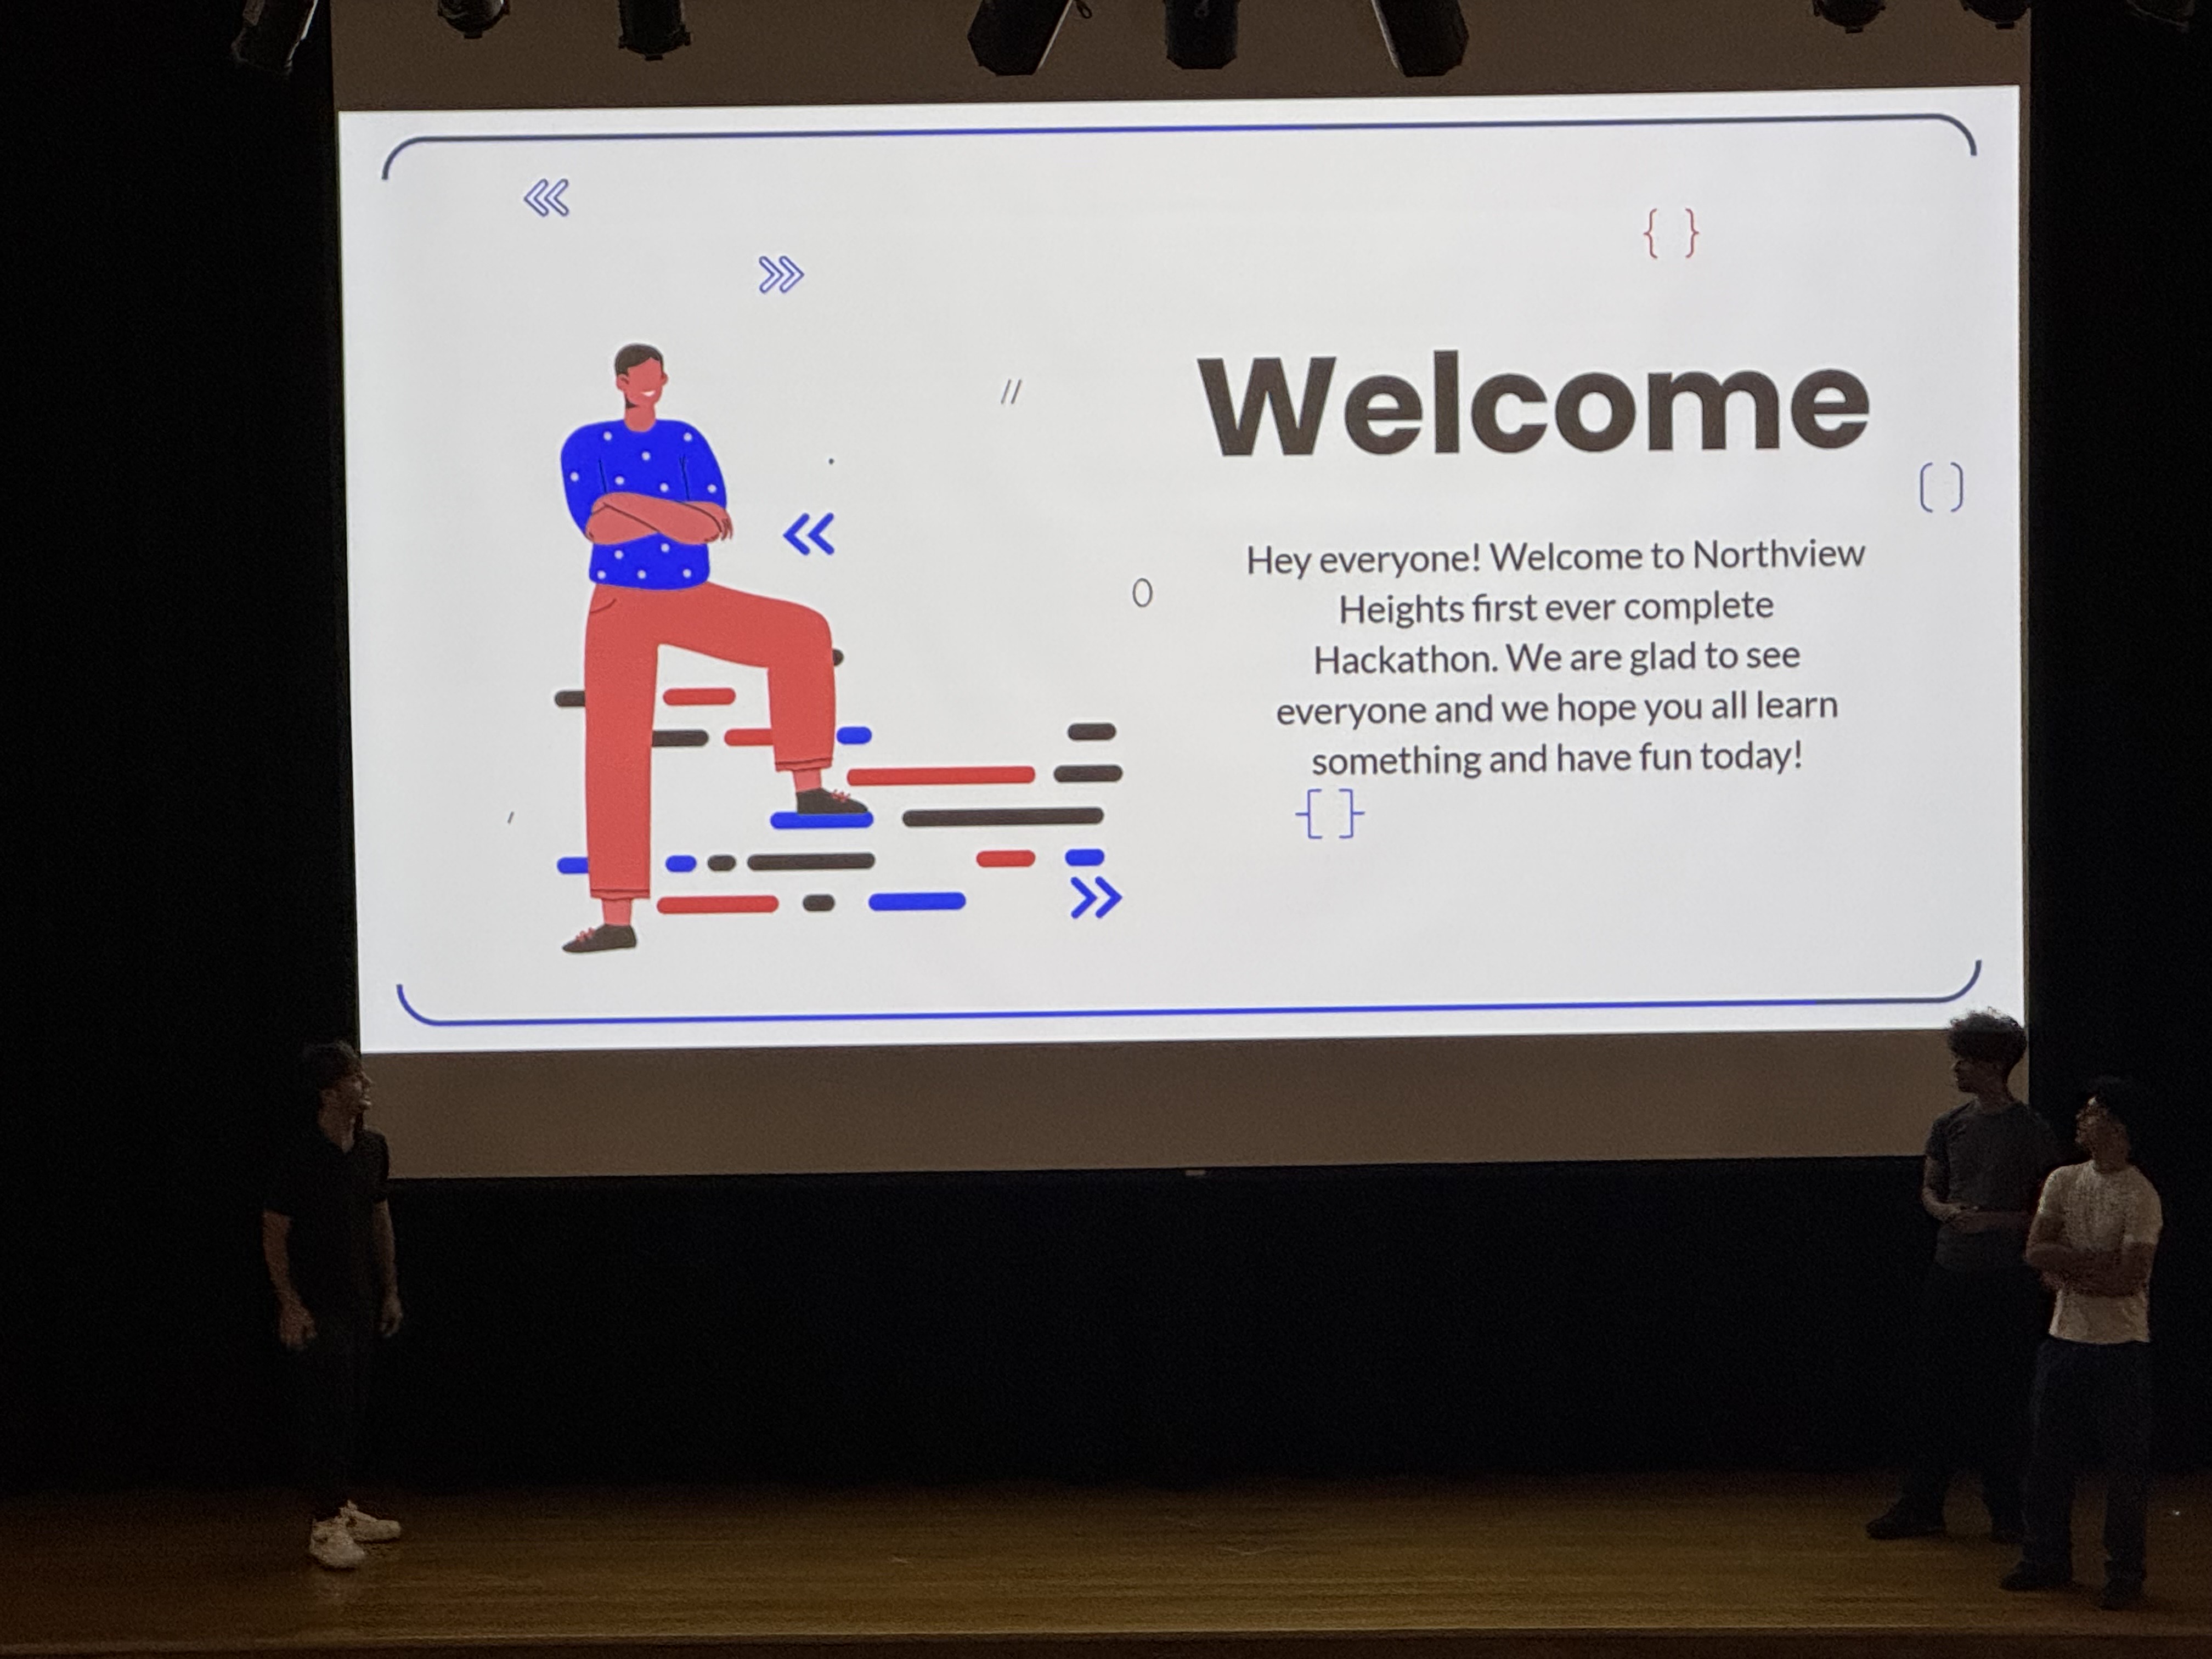 Welcome
Hey everyone! Welcome to Northview
Heights first ever complete
Hackathon. We are glad to see
everyone and we hope you all learn
something and have fun today!